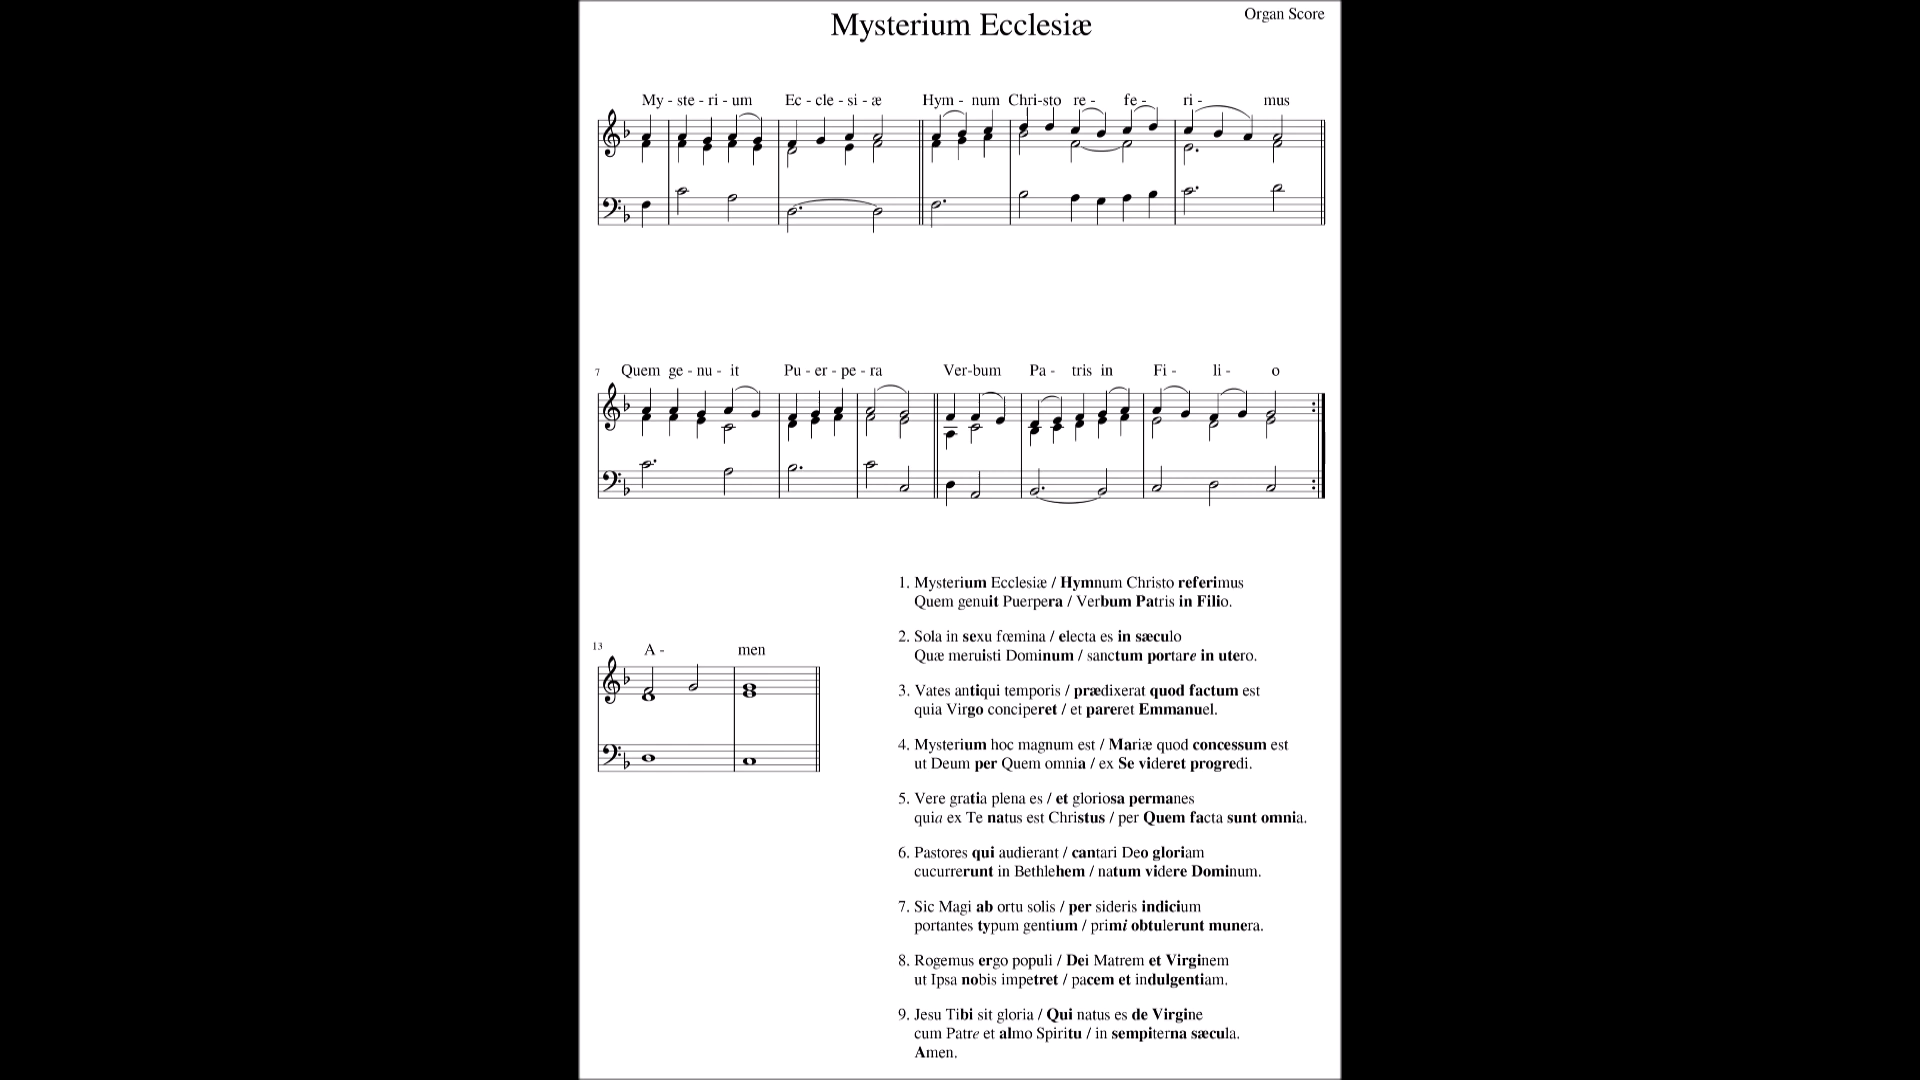 Mysterium Ecclesiæ
Organ Score
My - ste - ri - um Ec - cle - si - æ Hym - num Chri-sto re - fe - ri - mus
7
Quem ge - nu - it Pu - er - pe - ra Ver-bum Pa - tris in Fi - li - o
13
A - men
1. Mysterium Ecclesiæ / Hymnum Christo referimus
Quem genuit Puerpera / Verbum Patris in Filio.
2. Sola in sexu fœmina / electa es in sæculo
Quæ meruisti Dominum / sanctum portare in utero.
3. Vates antiqui temporis / prædixerat quod factum est
quia Virgo conciperet / et pareret Emmanuel.
4. Mysterium hoc magnum est / Mariæ quod concessum est
ut Deum per Quem omnia / ex Se videret progredi.
5. Vere gratia plena es / et gloriosa permanes
quia ex Te natus est Christus / per Quem facta sunt omnia.
6. Pastores qui audierant / cantari Deo gloriam
cucurrerunt in Bethlehem / natum videre Dominum.
7. Sic Magi ab ortu solis / per sideris indicium
portantes typum gentium / primi obtulerunt munera.
8. Rogemus ergo populi / Dei Matrem et Virginem
ut Ipsa nobis impetret / pacem et indulgentiam.
9. Jesu Tibi sit gloria / Qui natus es de Virgine
cum Patre et almo Spiritu / in sempiterna sæcula.
Amen.